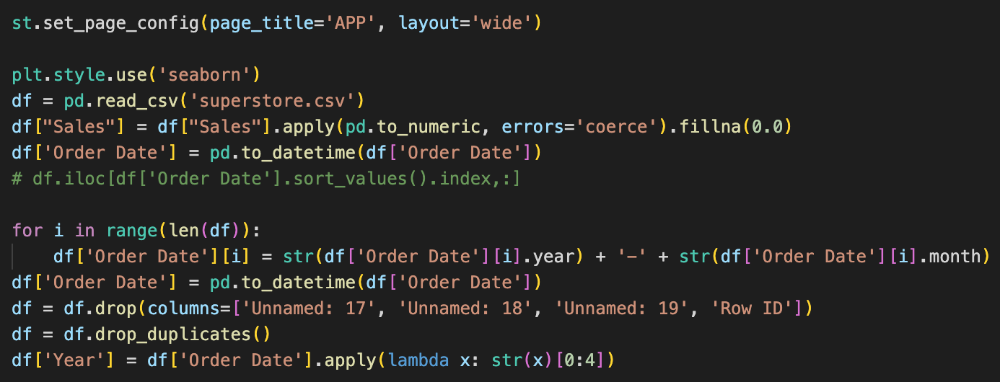 st.set_page_config(page_title='APP', layout='wide')
plt.style.use('seaborn')
df = pd.read_csv('superstore.csv')
df["Sales"] = df["Sales"].apply(pd.to_numeric, errors='coerce').fillna(0.0)
df['Order Date'] = pd.to_datetime(df['Order Date'])
# df.iloc[df['Order Date'].sort_values().index,:]
for i in range(len(df)):
    df['Order Date'][i] = str(df['Order Date'][i].year) + '-' + str(df['Order Date'][i].month)
df['Order Date'] = pd.to_datetime(df['Order Date'])
df = df.drop(columns=['Unnamed: 17', 'Unnamed: 18', 'Unnamed: 19', 'Row ID'])
df = df.drop_duplicates()
df['Year'] = df['Order Date'].apply(lambda x: str(x)[0:4])